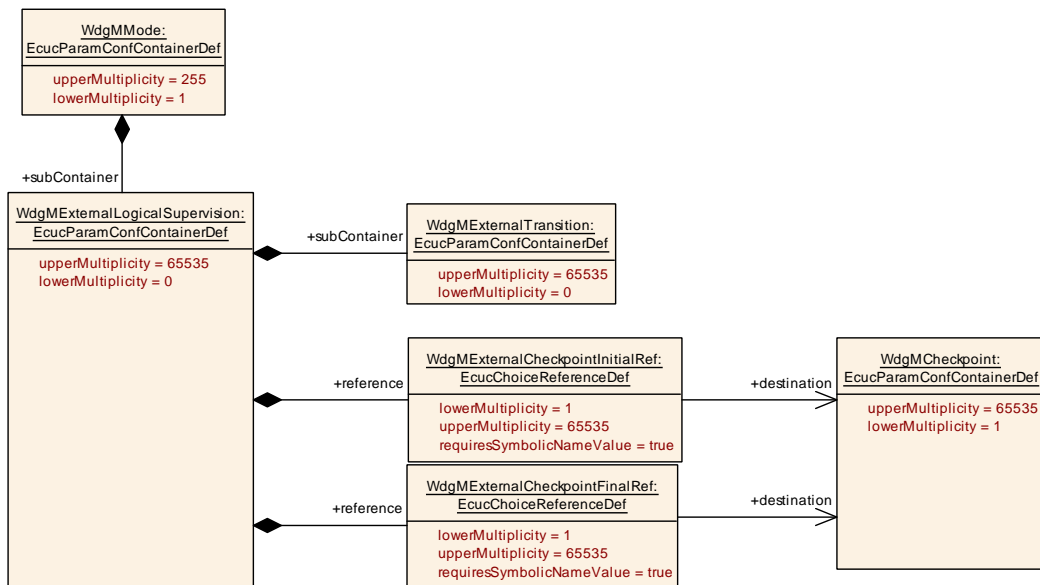 WdgMMode:
EcucParamConfContainerDef
upperMultiplicity = 255
lowerMultiplicity = 1
+subContainer
WdgMExternalLogicalSupervision:
EcucParamConfContainerDef
upperMultiplicity = 65535
lowerMultiplicity = 0
+subContainer
WdgMExternalTransition:
EcucParamConfContainerDef
upperMultiplicity = 65535
lowerMultiplicity = 0
+reference
WdgMExternalCheckpointInitialRef:
EcucChoiceReferenceDef
lowerMultiplicity = 1
upperMultiplicity = 65535
requiresSymbolicNameValue = true
+destination
WdgMCheckpoint:
EcucParamConfContainerDef
upperMultiplicity = 65535
lowerMultiplicity = 1
+reference
WdgMExternalCheckpointFinalRef:
EcucChoiceReferenceDef
lowerMultiplicity = 1
upperMultiplicity = 65535
requiresSymbolicNameValue = true
+destination